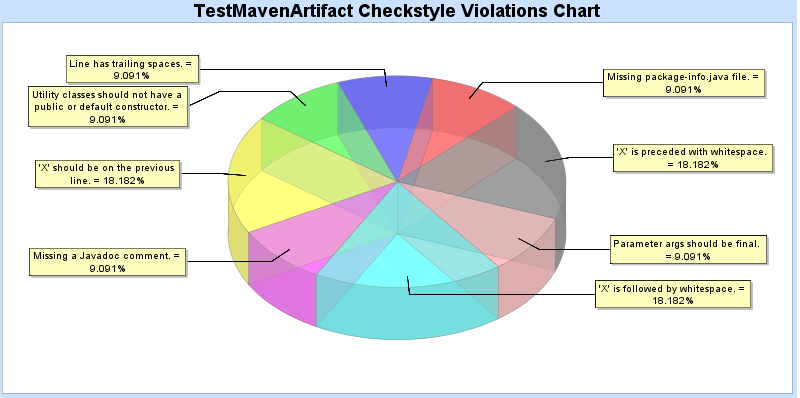 TestMavenArtifact Checkstyle Violations Chart
Line has trailing spaces. =
9.091%
Missing package-info.java file. =
9.091%
Utility classes should not have a
public or default constructor. =
9.091%
'X' is preceded with whitespace.
= 18.182%
'X' should be on the previous
line. = 18.182%
Parameter args should be final.
= 9.091%
Missing a Javadoc comment. =
9.091%
'X' is followed by whitespace. =
18.182%